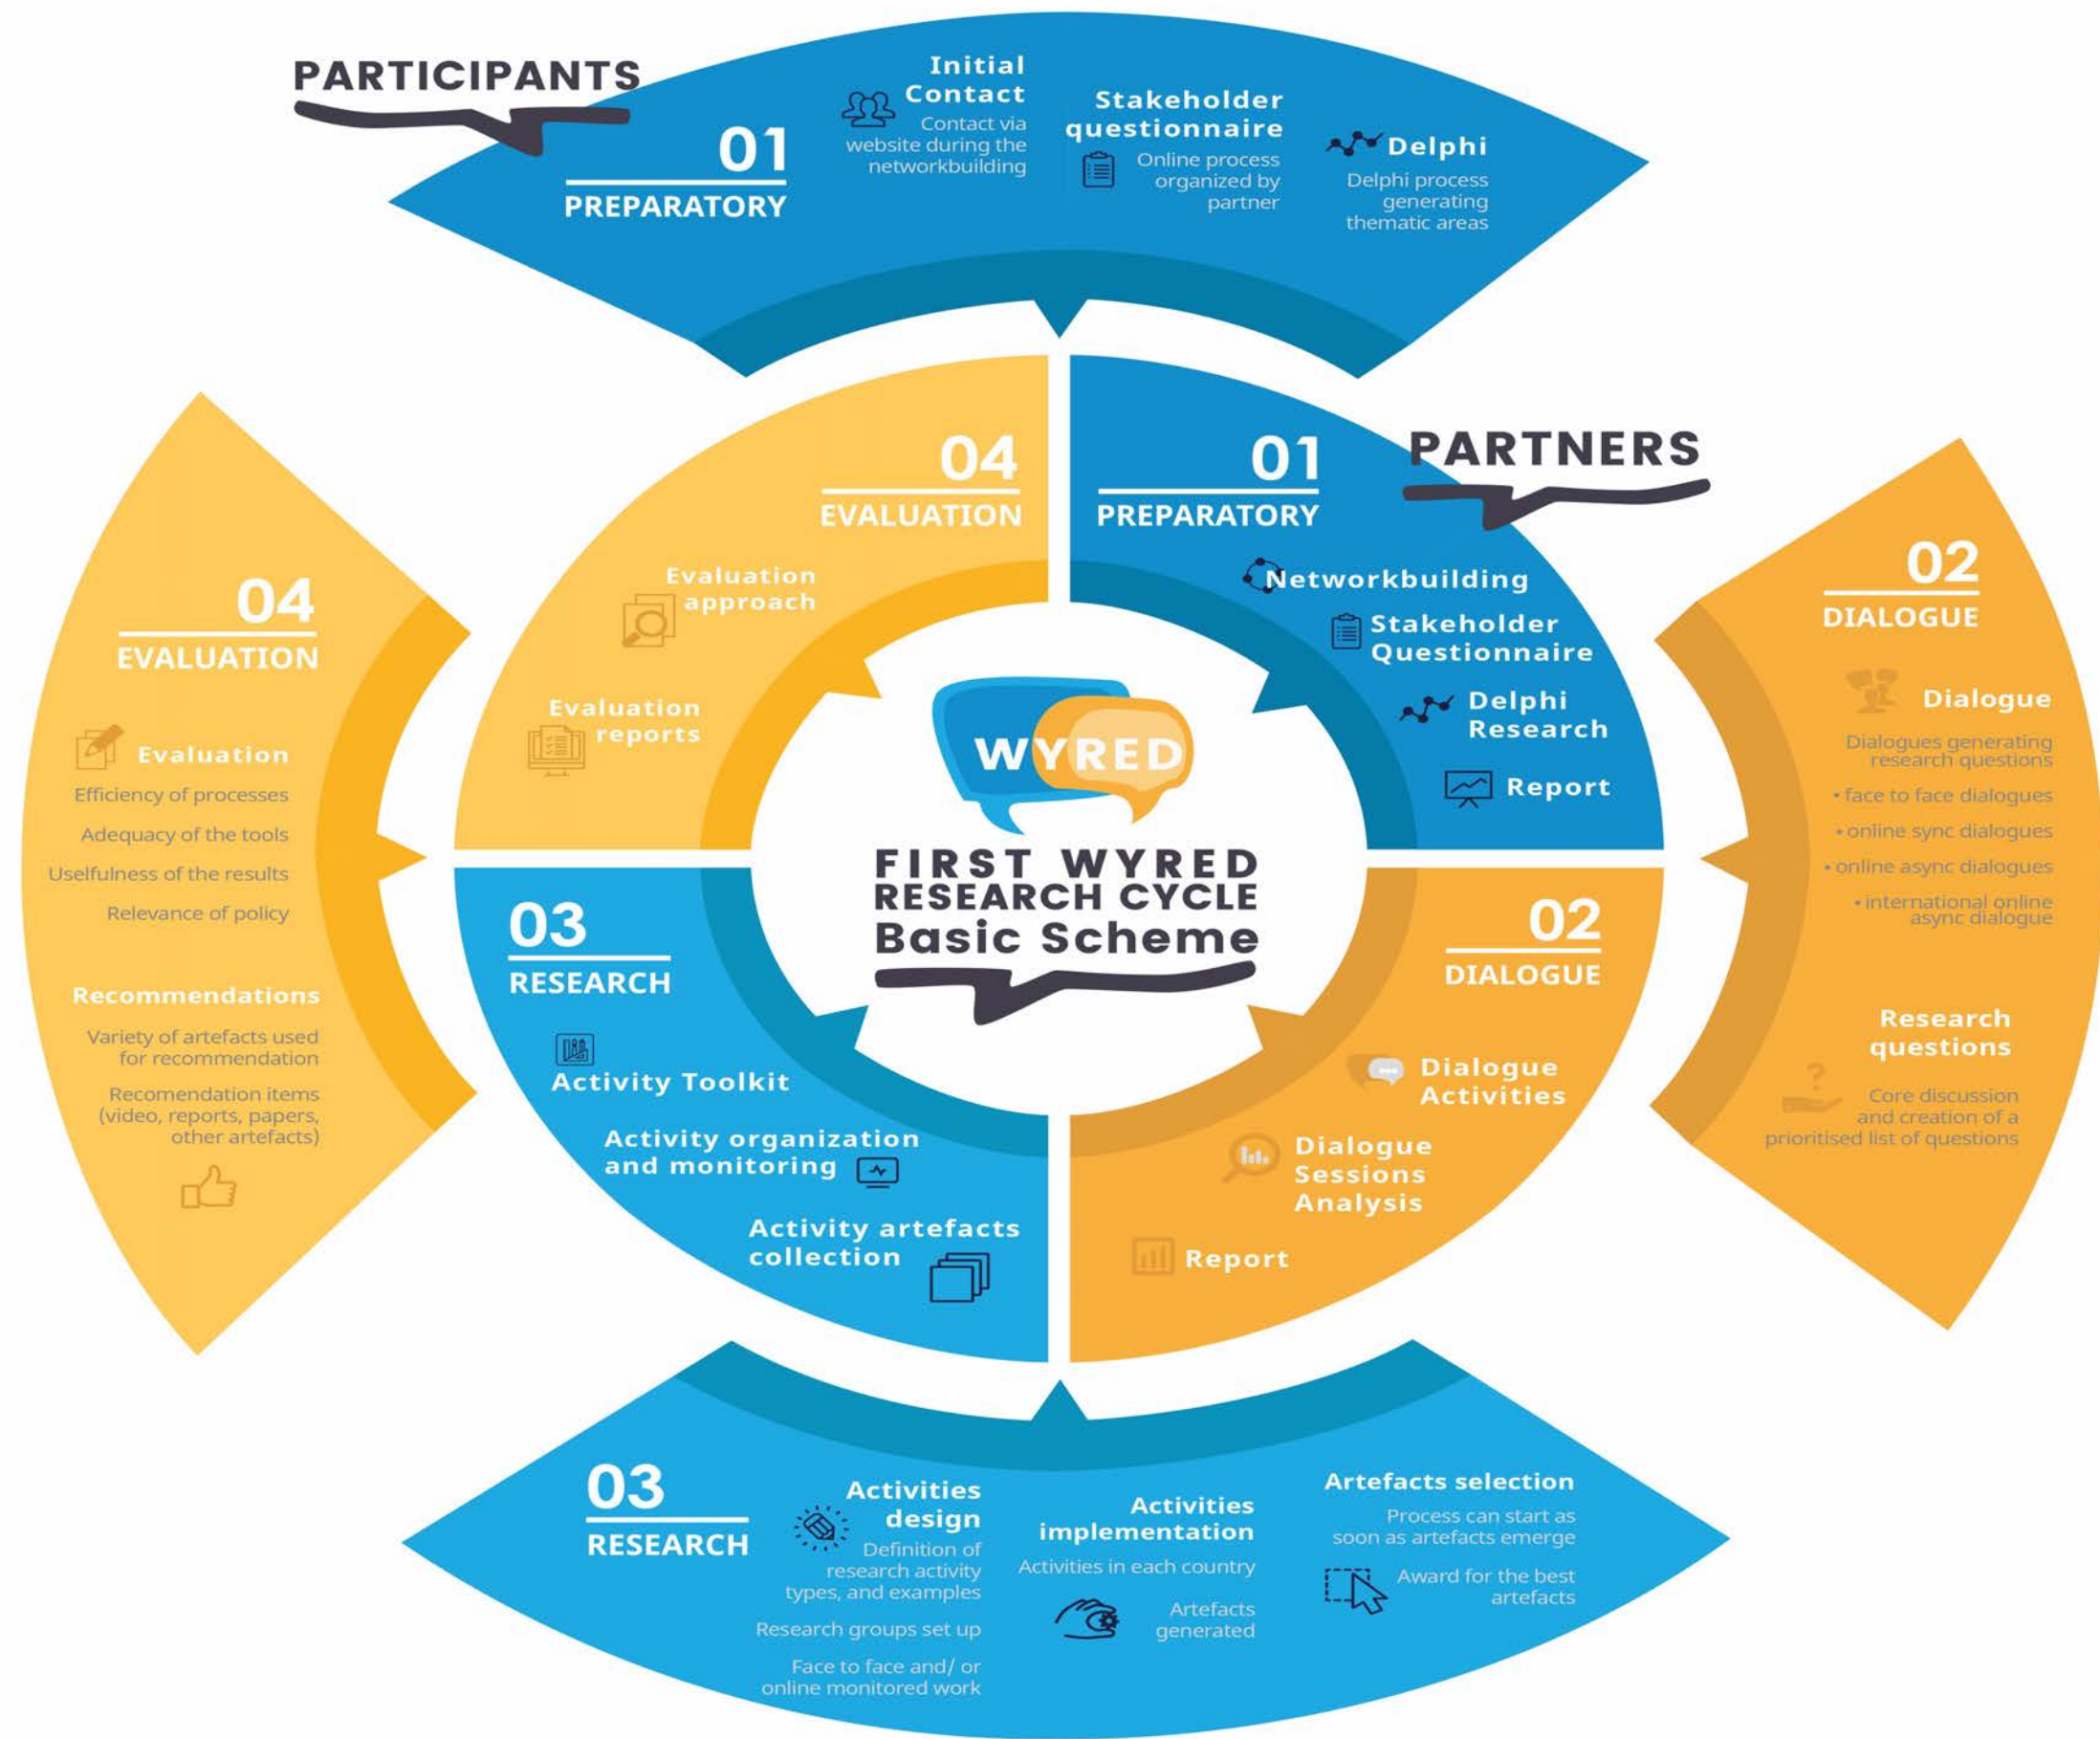 PARTICIPANTS
01
PREPARATORY
Initial
Contact
Contact via
website during the
networkbuilding
Stakeholder
questionnaire
Online process
organized by
partner
Delphi
Delphi process
generating
thematic areas
04
EVALUATION
Evaluation
approach
Evaluation
reports
01
PREPARATORY
PARTNERS
Networkbuilding
Stakeholder
Questionnaire
Delphi
Research
Report
04
EVALUATION
Evaluation
Efficiency of processes
Adequacy of the tools
Uselfulness of the results
Relevance of policy
Recommendations
Variety of artefacts used
for recommendation
Recomendation items
(video, reports, papers,
other artefacts)
WYRED
FIRST WYRED
RESEARCH CYCLE
Basic Scheme
02
DIALOGUE
Dialogue
Dialogues generating
research questions
• face to face dialogues
• online sync dialogues
• online async dialogues
• international online
async dialogue
Research
questions
?
Core discussion
and creation of a
prioritised list of questions
03
RESEARCH
Activity Toolkit
Activity organization
and monitoring
Activity artefacts
collection
02
DIALOGUE
Dialogue
Activities
Dialogue
Sessions
Analysis
Report
03
RESEARCH
Activities
design
Definition of
research activity
types, and examples
Research groups set up
Face to face and/ or
online monitored work
Activities
implementation
Activities in each country
Artefacts
generated
Artefacts selection
Process can start as
soon as artefacts emerge
Award for the best
artefacts